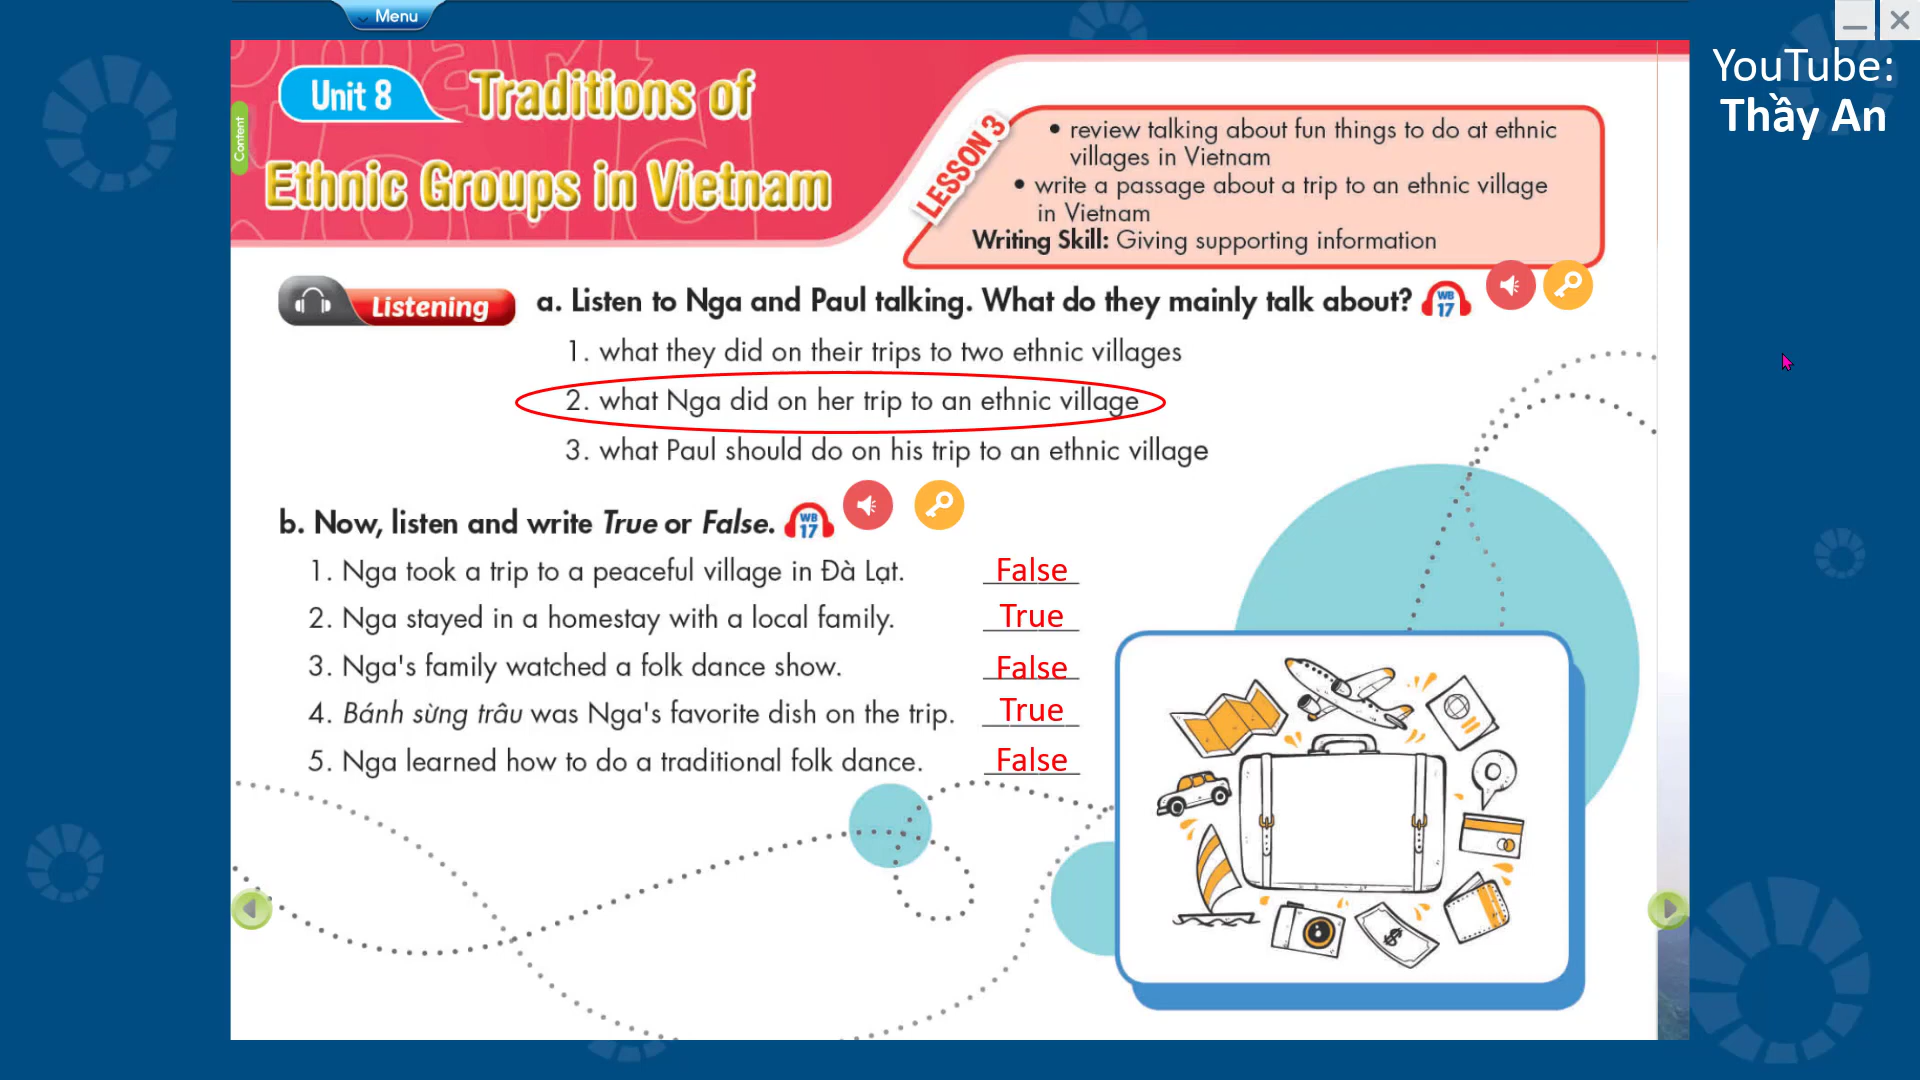 Menu
YouTube:
Thầy An
Content
Unit 8
Traditions of
Ethnic Groups in Vietnam
LESSON 3
• review talking about fun things to do at ethnic
villages in Vietnam
• write a passage about a trip to an ethnic village
in Vietnam
Writing Skill: Giving supporting information
Listening
a. Listen to Nga and Paul talking. What do they mainly talk about?
WB
17
1. what they did on their trips to two ethnic villages
2. what Nga did on her trip to an ethnic village
3. what Paul should do on his trip to an ethnic village
b. Now, listen and write True or False.
WB
17
1. Nga took a trip to a peaceful village in Đà Lạt. False
2. Nga stayed in a homestay with a local family. True
3. Nga's family watched a folk dance show. False
4. Bánh sừng trâu was Nga's favorite dish on the trip. True
5. Nga learned how to do a traditional folk dance. False
$